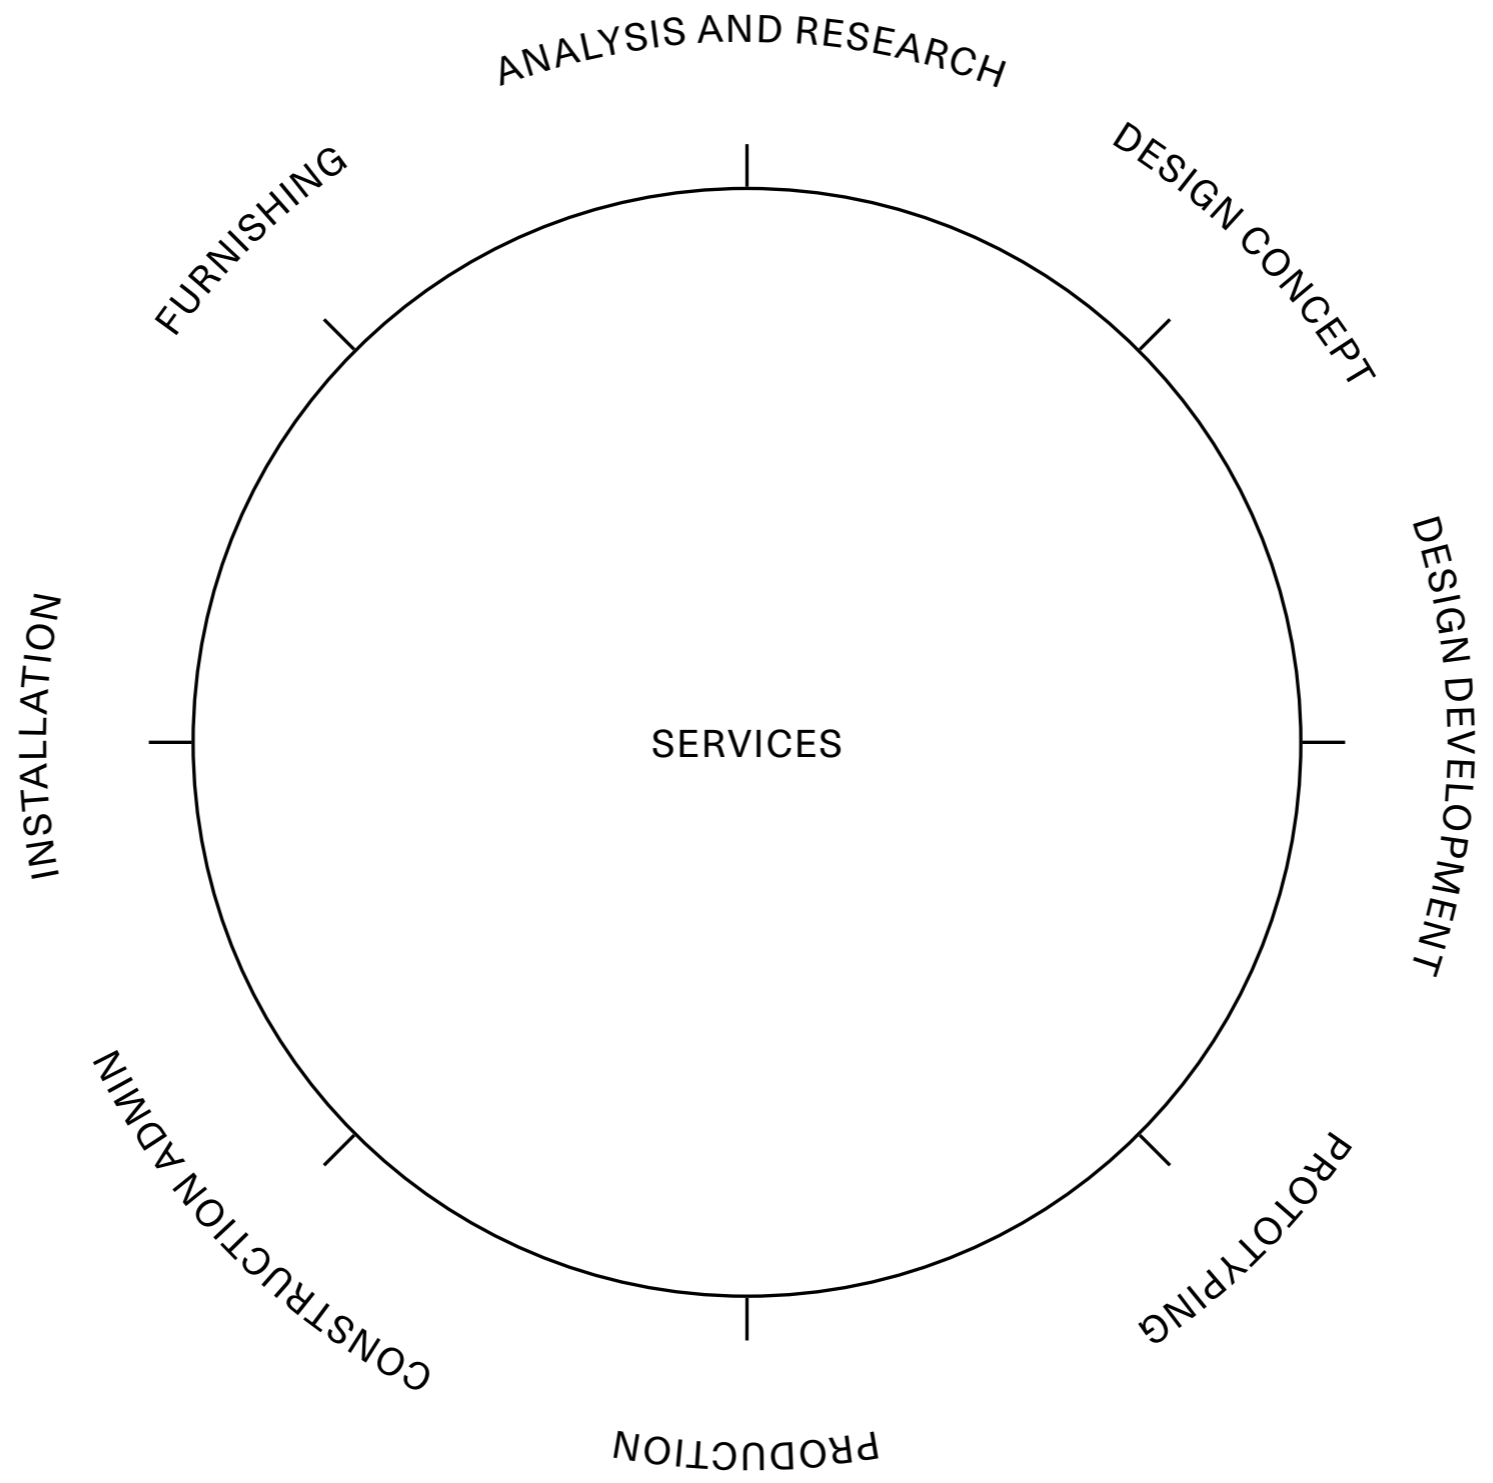 ANALYSIS AND RESEARCH
DESIGN CONCEPT
DESIGN DEVELOPMENT
PROTOTYPING
PRODUCTION
CONSTRUCTION ADMIN
INSTALLATION
FURNISHING
SERVICES